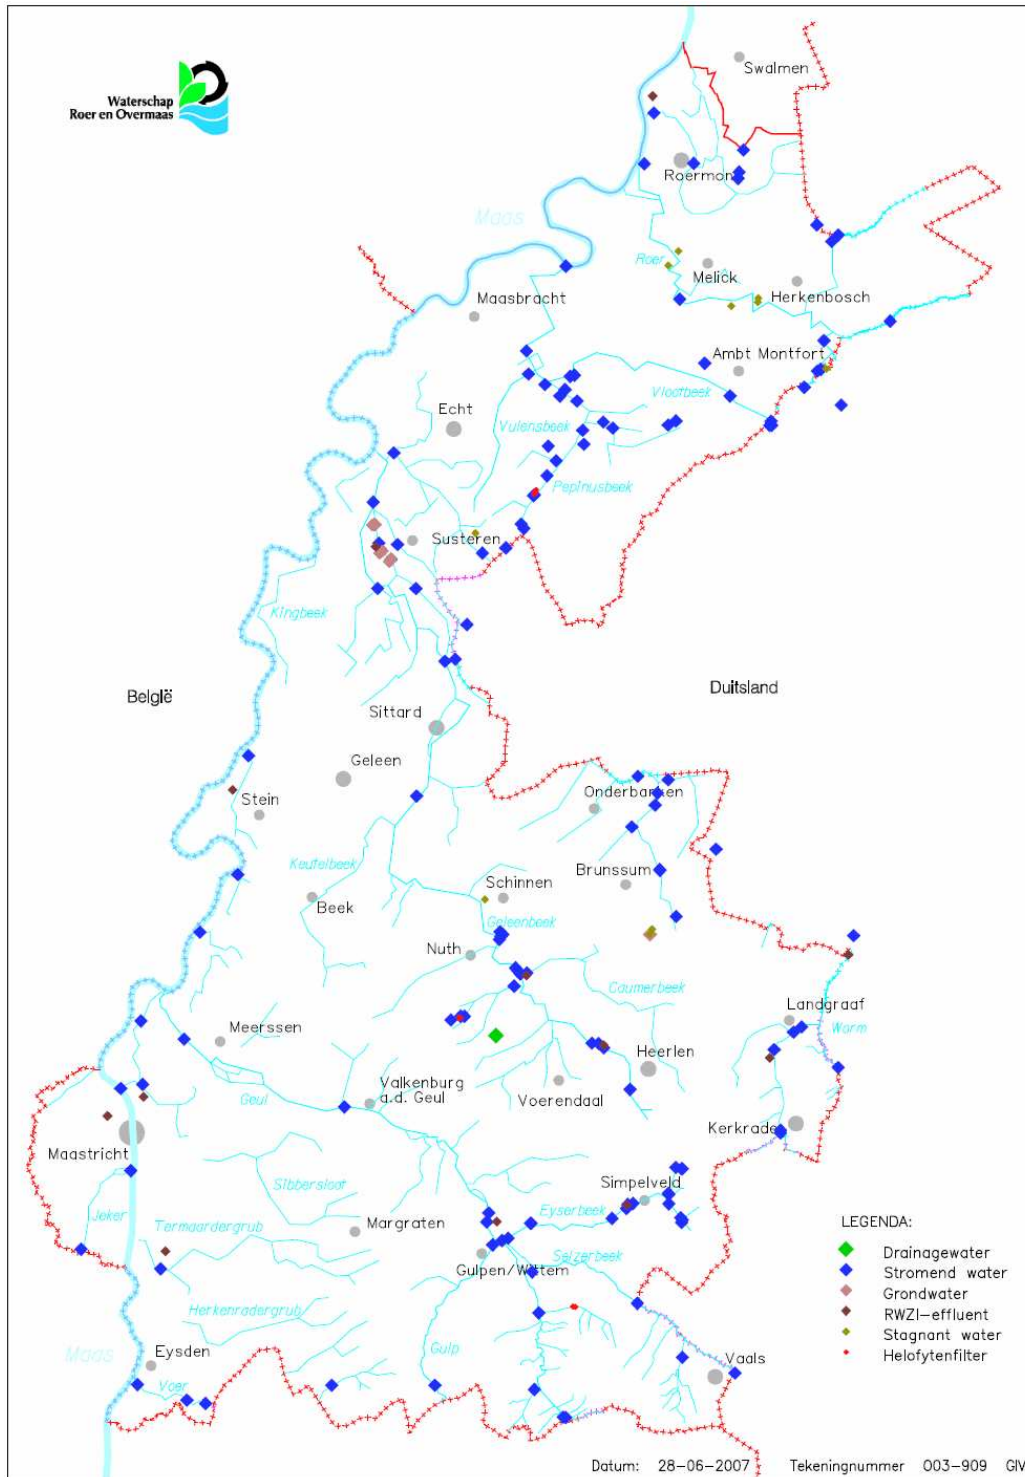 Waterschap
Roer en Overmaas
Swalmen
Roermon
Maas
Roer
Melick
Herkenbosch
Maasbracht
Ambt Montfort
Vlootbeek
Echt
Vulensbeek
Pepinusbeek
Susteren
Kingbeek
België
Duitsland
Sittard
Geleen
Stein
Onderbanken
Keutelbeek
Schinnen
Brunssum
Beek
Geleenbeek
Nuth
Caumerbeek
Landgraaf
Worm
Meerssen
Heerlen
Geul
Valkenburg
a.d. Geul
Voerendaal
Kerkrade
Maastricht
Sibbersloot
Simpelveld
Jeker
Termaardergrub
Margraten
Eyserbeek
Selzerbeek
Gulpen/Wittem
Herkenradergrub
Maas
Eysden
Gulp
Vaals
Voer
LEGENDA:
Drainagewater
Stromend water
Grondwater
RWZI-effluent
Stagnant water
Helofytenfilter
Datum: 28-06-2007 Tekeningnummer 003-909 GIV